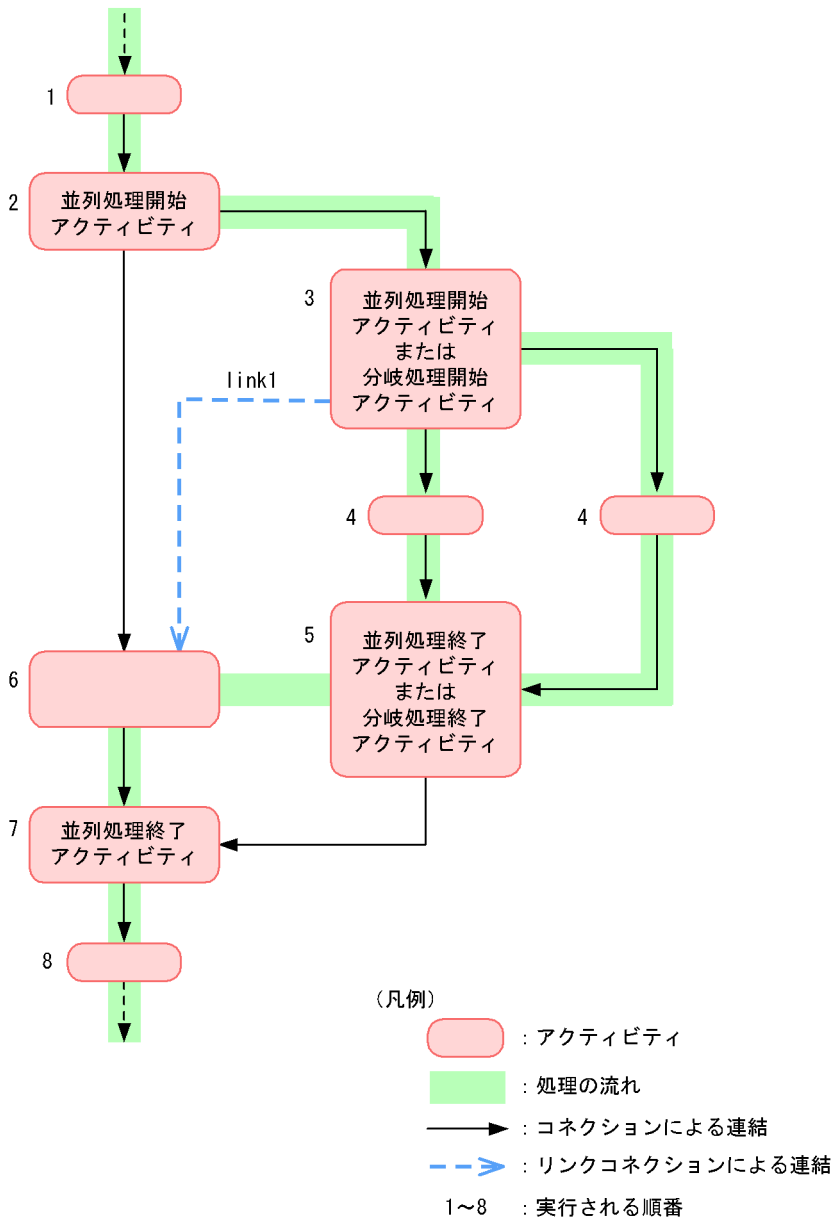 1
2
並列処理開始
アクティビティ
3
並列処理開始
アクティビティ
または
分岐処理開始
アクティビティ
link1
4
4
5
並列処理終了
アクティビティ
または
分岐処理終了
アクティビティ
6
7
並列処理終了
アクティビティ
8
（凡例）
：アクティビティ
：処理の流れ
：コネクションによる連結
：リンクコネクションによる連結
1～8 ：実行される順番